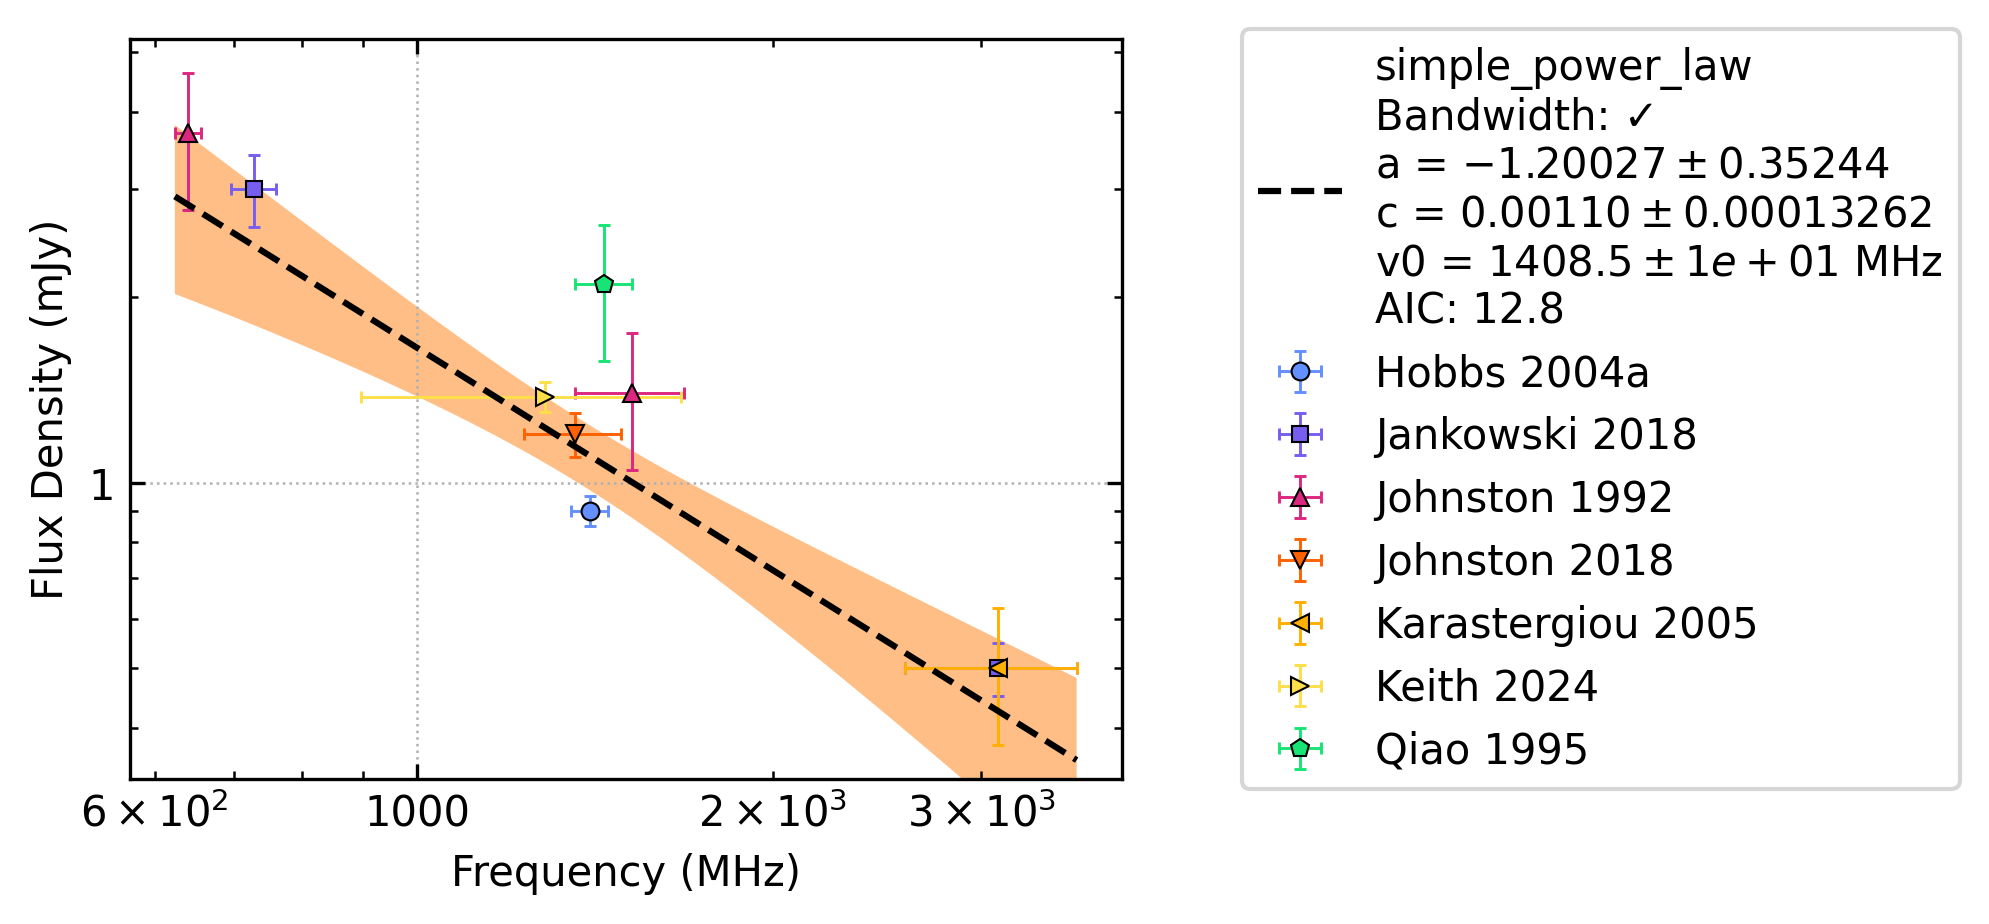 Flux Density (mJy)
1
6 × 10²
1000
2 × 10³
3 × 10³
Frequency (MHz)
simple_power_law
Bandwidth: ✓
a = −1.20027 ± 0.35244
c = 0.00110 ± 0.00013262
v0 = 1408.5 ± 1e + 01 MHz
AIC: 12.8
Hobbs 2004a
Jankowski 2018
Johnston 1992
Johnston 2018
Karastergiou 2005
Keith 2024
Qiao 1995